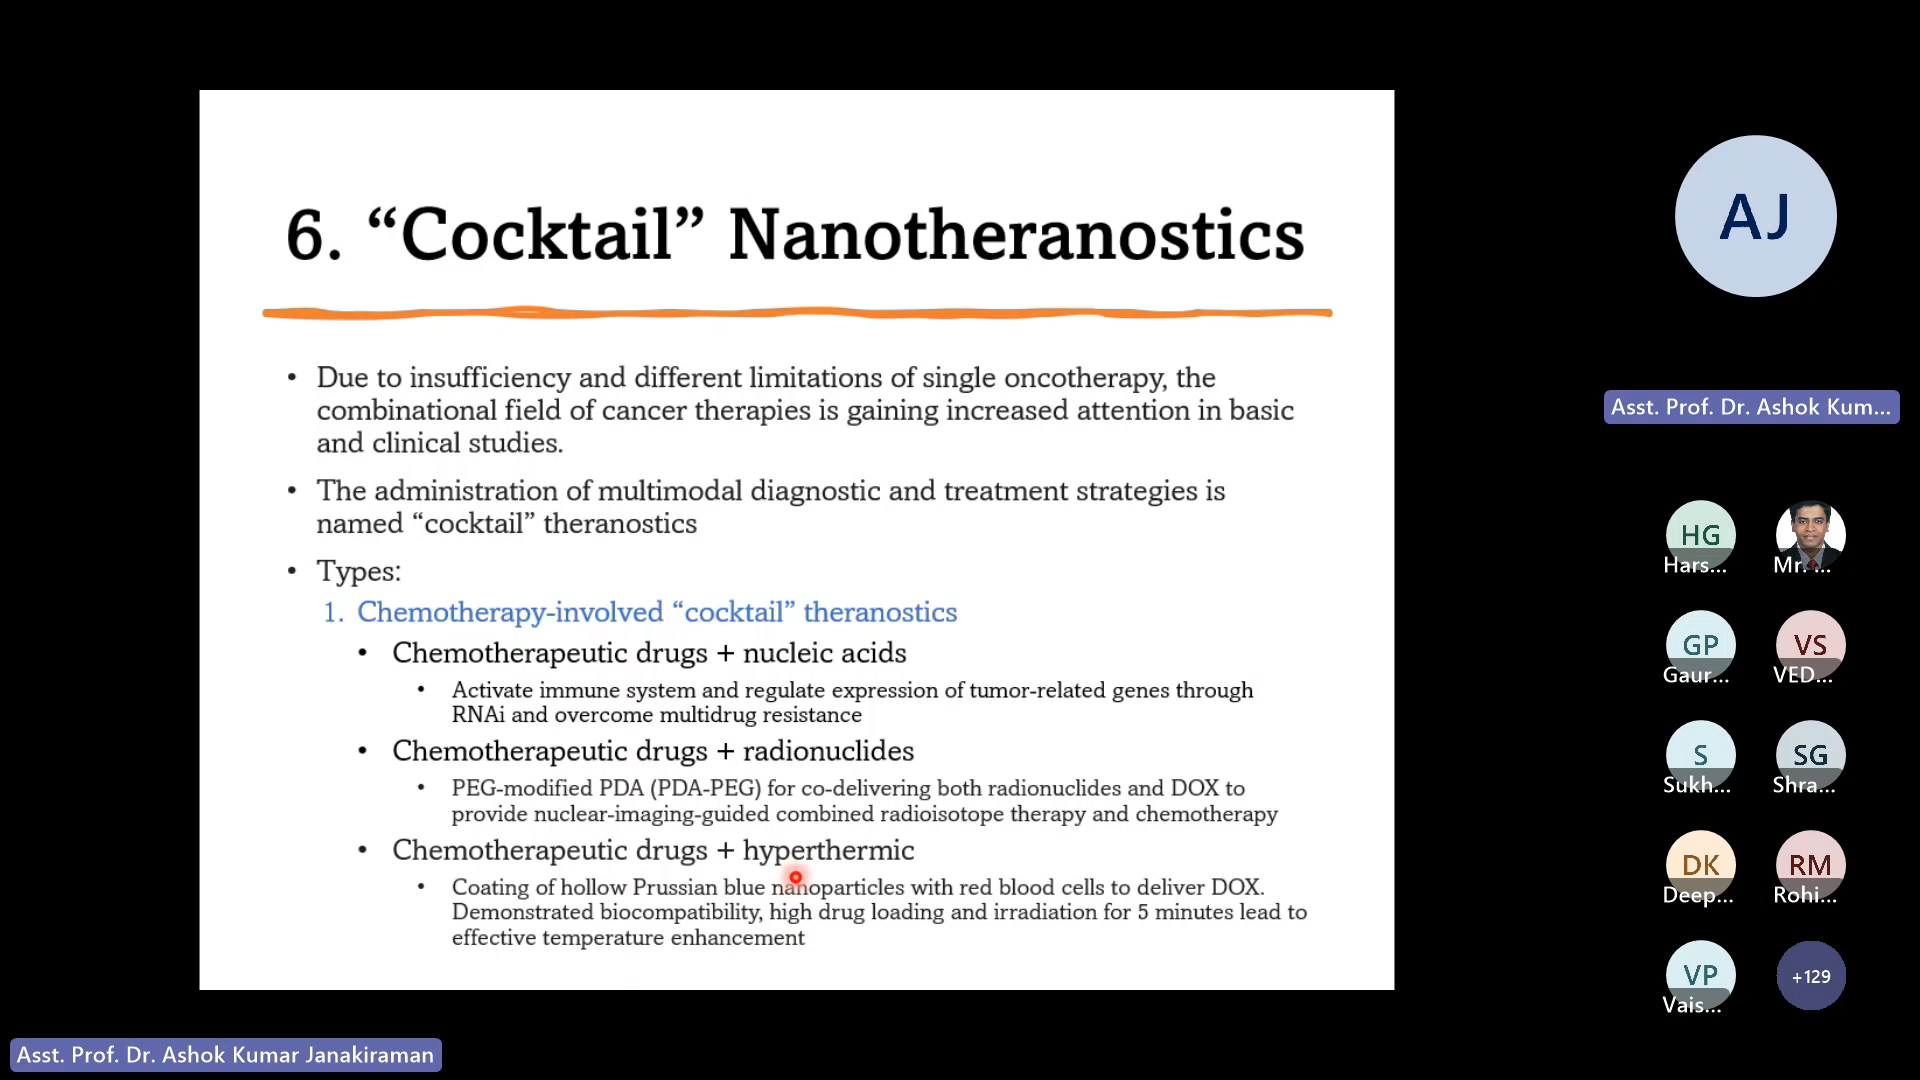 6. “Cocktail” Nanotheranostics
• Due to insufficiency and different limitations of single oncotherapy, the
combinational field of cancer therapies is gaining increased attention in basic
and clinical studies.
• The administration of multimodal diagnostic and treatment strategies is
named “cocktail” theranostics
• Types:
1. Chemotherapy-involved “cocktail” theranostics
• Chemotherapeutic drugs + nucleic acids
• Activate immune system and regulate expression of tumor-related genes through
RNAi and overcome multidrug resistance
• Chemotherapeutic drugs + radionuclides
• PEG-modified PDA (PDA-PEG) for co-delivering both radionuclides and DOX to
provide nuclear-imaging-guided combined radioisotope therapy and chemotherapy
• Chemotherapeutic drugs + hyperthermic
• Coating of hollow Prussian blue nanoparticles with red blood cells to deliver DOX.
Demonstrated biocompatibility, high drug loading and irradiation for 5 minutes lead to
effective temperature enhancement
AJ
Asst. Prof. Dr. Ashok Kum...
HG
Hars...
Mr. ...
GP
Gaur...
VS
VED...
S
Sukh...
SG
Shra...
DK
Deep...
RM
Rohi...
VP
Vais...
+129
Asst. Prof. Dr. Ashok Kumar Janakiraman